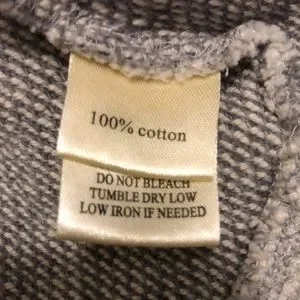 100% cotton
DO NOT BLEACH
TUMBLE DRY LOW
LOW IRON IF NEEDED